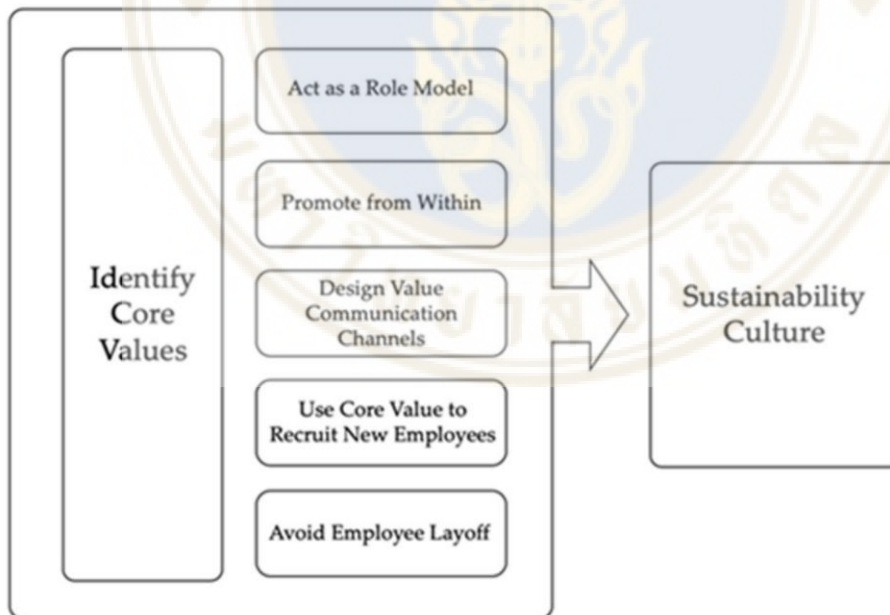 Identify
Core
Values
Act as a Role Model
Promote from Within
Design Value
Communication
Channels
Use Core Value to
Recruit New Employees
Avoid Employee Layoff
Sustainability
Culture